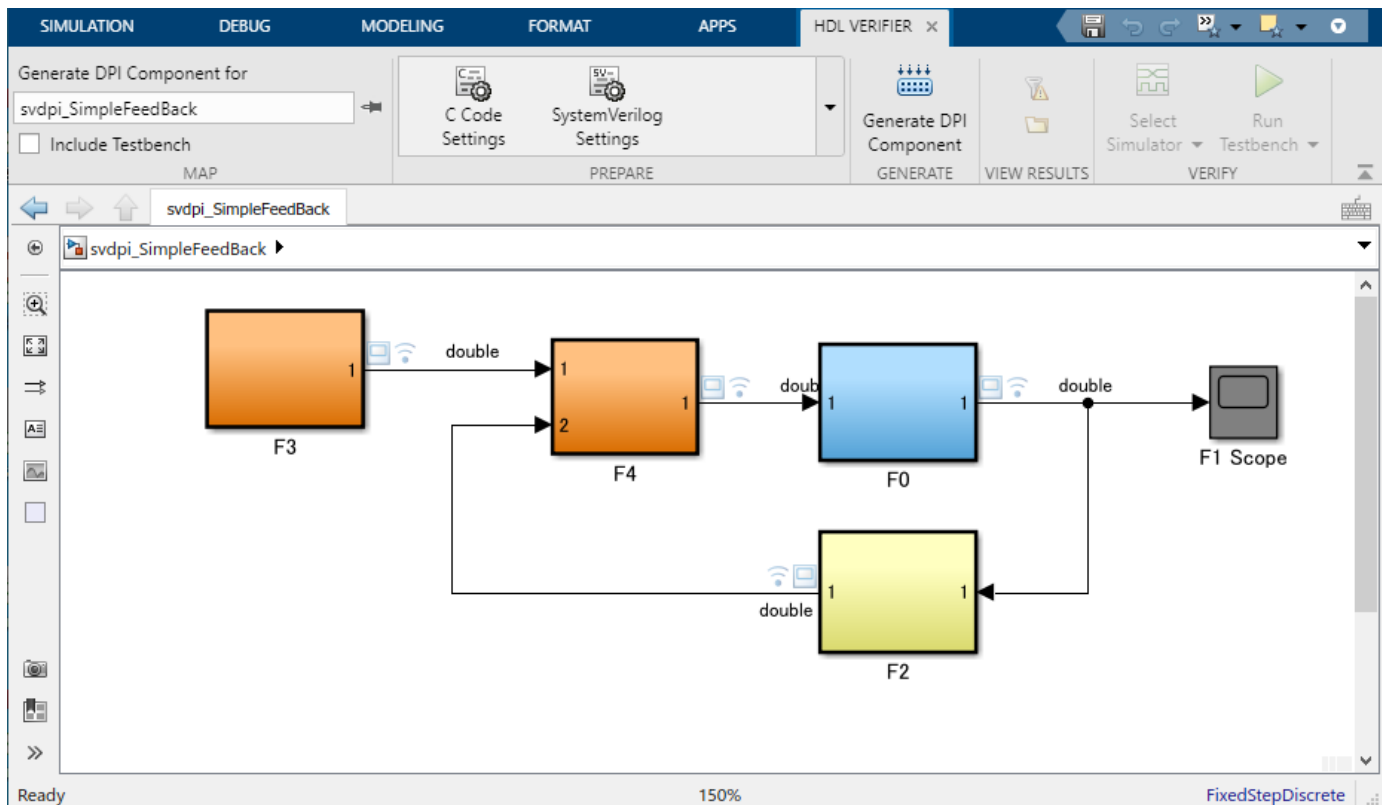 SIMULATION DEBUG MODELING FORMAT APPS HDL VERIFIER ×
Generate DPI Component for
svdpi_SimpleFeedBack
Include Testbench
MAP
C Code
Settings
SystemVerilog
Settings
PREPARE
Generate DPI
Component
GENERATE
VIEW RESULTS
Select
Simulator
Run
Testbench
VERIFY
svdpi_SimpleFeedBack
svdpi_SimpleFeedBack
1
F3
double
1
2
1
F4
doub
1
1
F0
double
F1 Scope
1
1
F2
double
Ready 150% FixedStepDiscrete